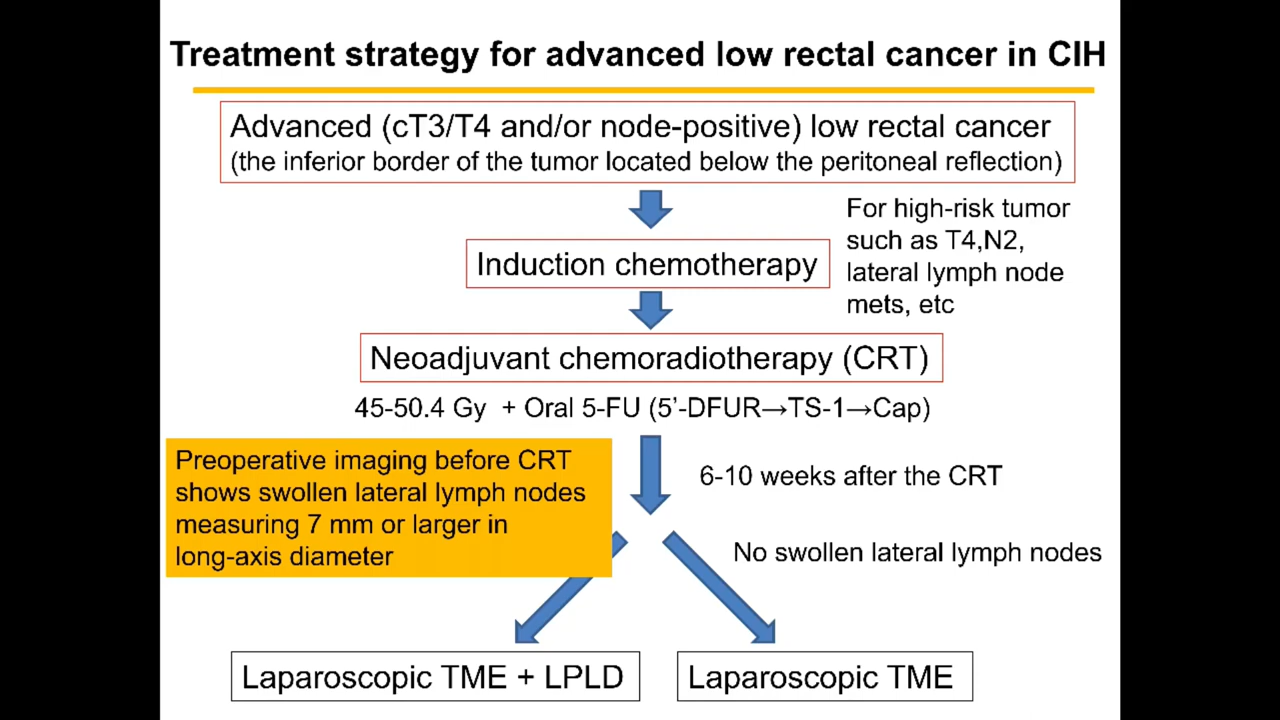 Treatment strategy for advanced low rectal cancer in CIH
Advanced (cT3/T4 and/or node-positive) low rectal cancer
(the inferior border of the tumor located below the peritoneal reflection)
For high-risk tumor
such as T4,N2,
lateral lymph node
mets, etc
Induction chemotherapy
Neoadjuvant chemoradiotherapy (CRT)
45-50.4 Gy + Oral 5-FU (5’-DFUR→TS-1→Cap)
Preoperative imaging before CRT
shows swollen lateral lymph nodes
measuring 7 mm or larger in
long-axis diameter
6-10 weeks after the CRT
No swollen lateral lymph nodes
Laparoscopic TME + LPLD
Laparoscopic TME